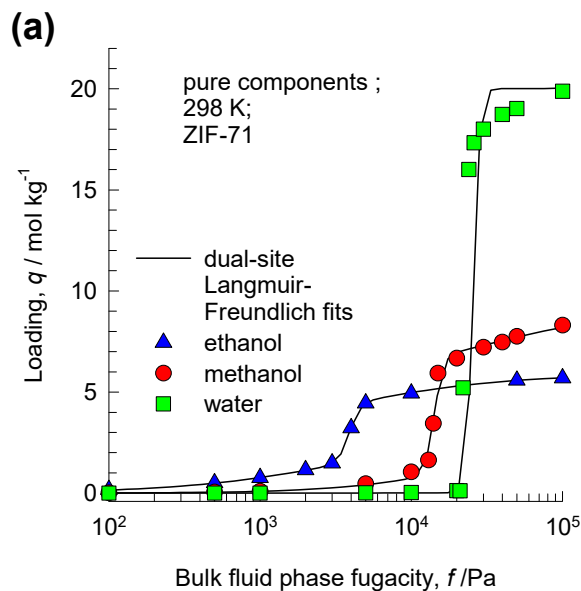 (a)
20
15
10
5
0
Loading, q / mol kg-1
pure components ;
298 K;
ZIF-71
dual-site
Langmuir-
Freundlich fits
ethanol
methanol
water
10² 10³ 10⁴ 10⁵
Bulk fluid phase fugacity, f /Pa